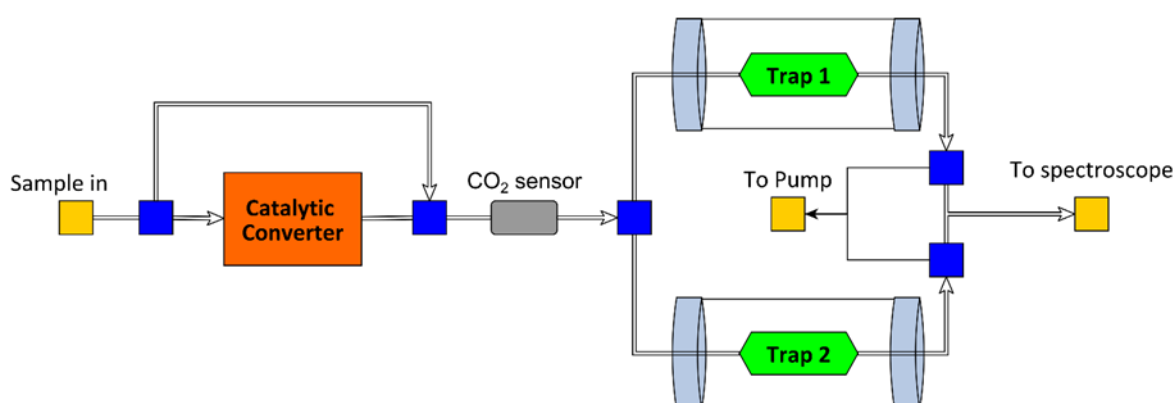 Sample in
Catalytic
Converter
CO₂ sensor
Trap 1
To Pump
To spectroscope
Trap 2